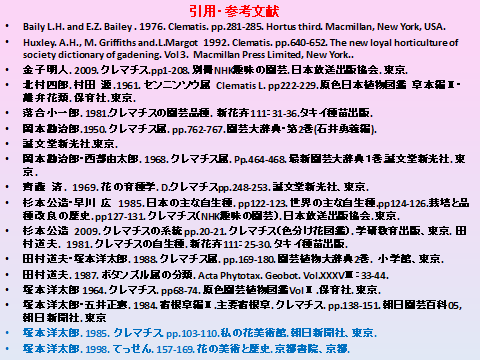 引用・参考文献
• Baily L.H. and E.Z. Bailey . 1976. Clematis. pp.281-285. Hortus third. Macmillan, New York, USA.
• Huxley. A.H., M. Griffiths and.L.Margot 1992. Clematis. pp.640-652. The new loyal horticulture of
society dictionary of gadening. Vol 3. Macmillan Press Limited, New York..
• 金子明人. 2009.クレマチス.pp1-208.別冊NHK趣味の園芸.日本放送出版協会.東京.
• 北村四郎.村田 源.1961. センニンソウ属 Clematis L. pp222-229.原色日本植物図鑑 草本編Ⅱ・
離弁花類.保育社.東京.
• 落合小一郎. 1981.クレマチスの園芸品種. 新花卉111:31-36.タキイ種苗出版.
• 岡本勘治郎.1950.クレマチス属. pp.762-767.園芸大辞典・第2巻(石井勇義編).
• 誠文堂新光社.東京.
• 岡本勘治郎・西部由太郎. 1968. クレマチス属. Pp.464-468.最新園芸大辞典1巻.誠文堂新光社.東
京.
• 齊藤 済. 1969. 花の育種学. D.クレマチスpp.248-253.誠文堂新光社、東京.
• 杉本公造・早川 広 1985. 日本の主な自生種. pp122-123.世界の主な自生種.pp124-126.栽培と品
種改良の歴史.pp127-131.クレマチス(NHK趣味の園芸).日本放送出版協会.東京.
• 杉本公造 2009. クレマチスの系統pp.20-21.クレマチス(色分け花図鑑).学研教育出版、東京. 田
村道夫. 1981.クレマチスの自生種.新花卉111:25-30.タキイ種苗出版.
• 田村道夫・塚本洋太郎. 1988.クレマチス.pp.169-180.園芸植物大辞典2巻. 小学館、東京.
• 田村道夫. 1987. ボタンヅル属の分類. Acta Phytotax. Geobot. Vol.XXXⅧ:33-44.
• 塚本洋太郎 1964.クレマチス. pp68-74.原色園芸植物図鑑VolⅡ.保育社.東京.
• 塚本洋太郎・五井正憲. 1984.宿根草編Ⅱ.主要宿根草.クレマチス.pp.138-151.朝日園芸百科05,
朝日新聞社.東京
• 塚本洋太郎. 1985. クレマチス pp.103-110.私の花美術館.朝日新聞社、東京.
• 塚本洋太郎. 1998.てっせん.157-169.花の美術と歴史.京都書院、京都.